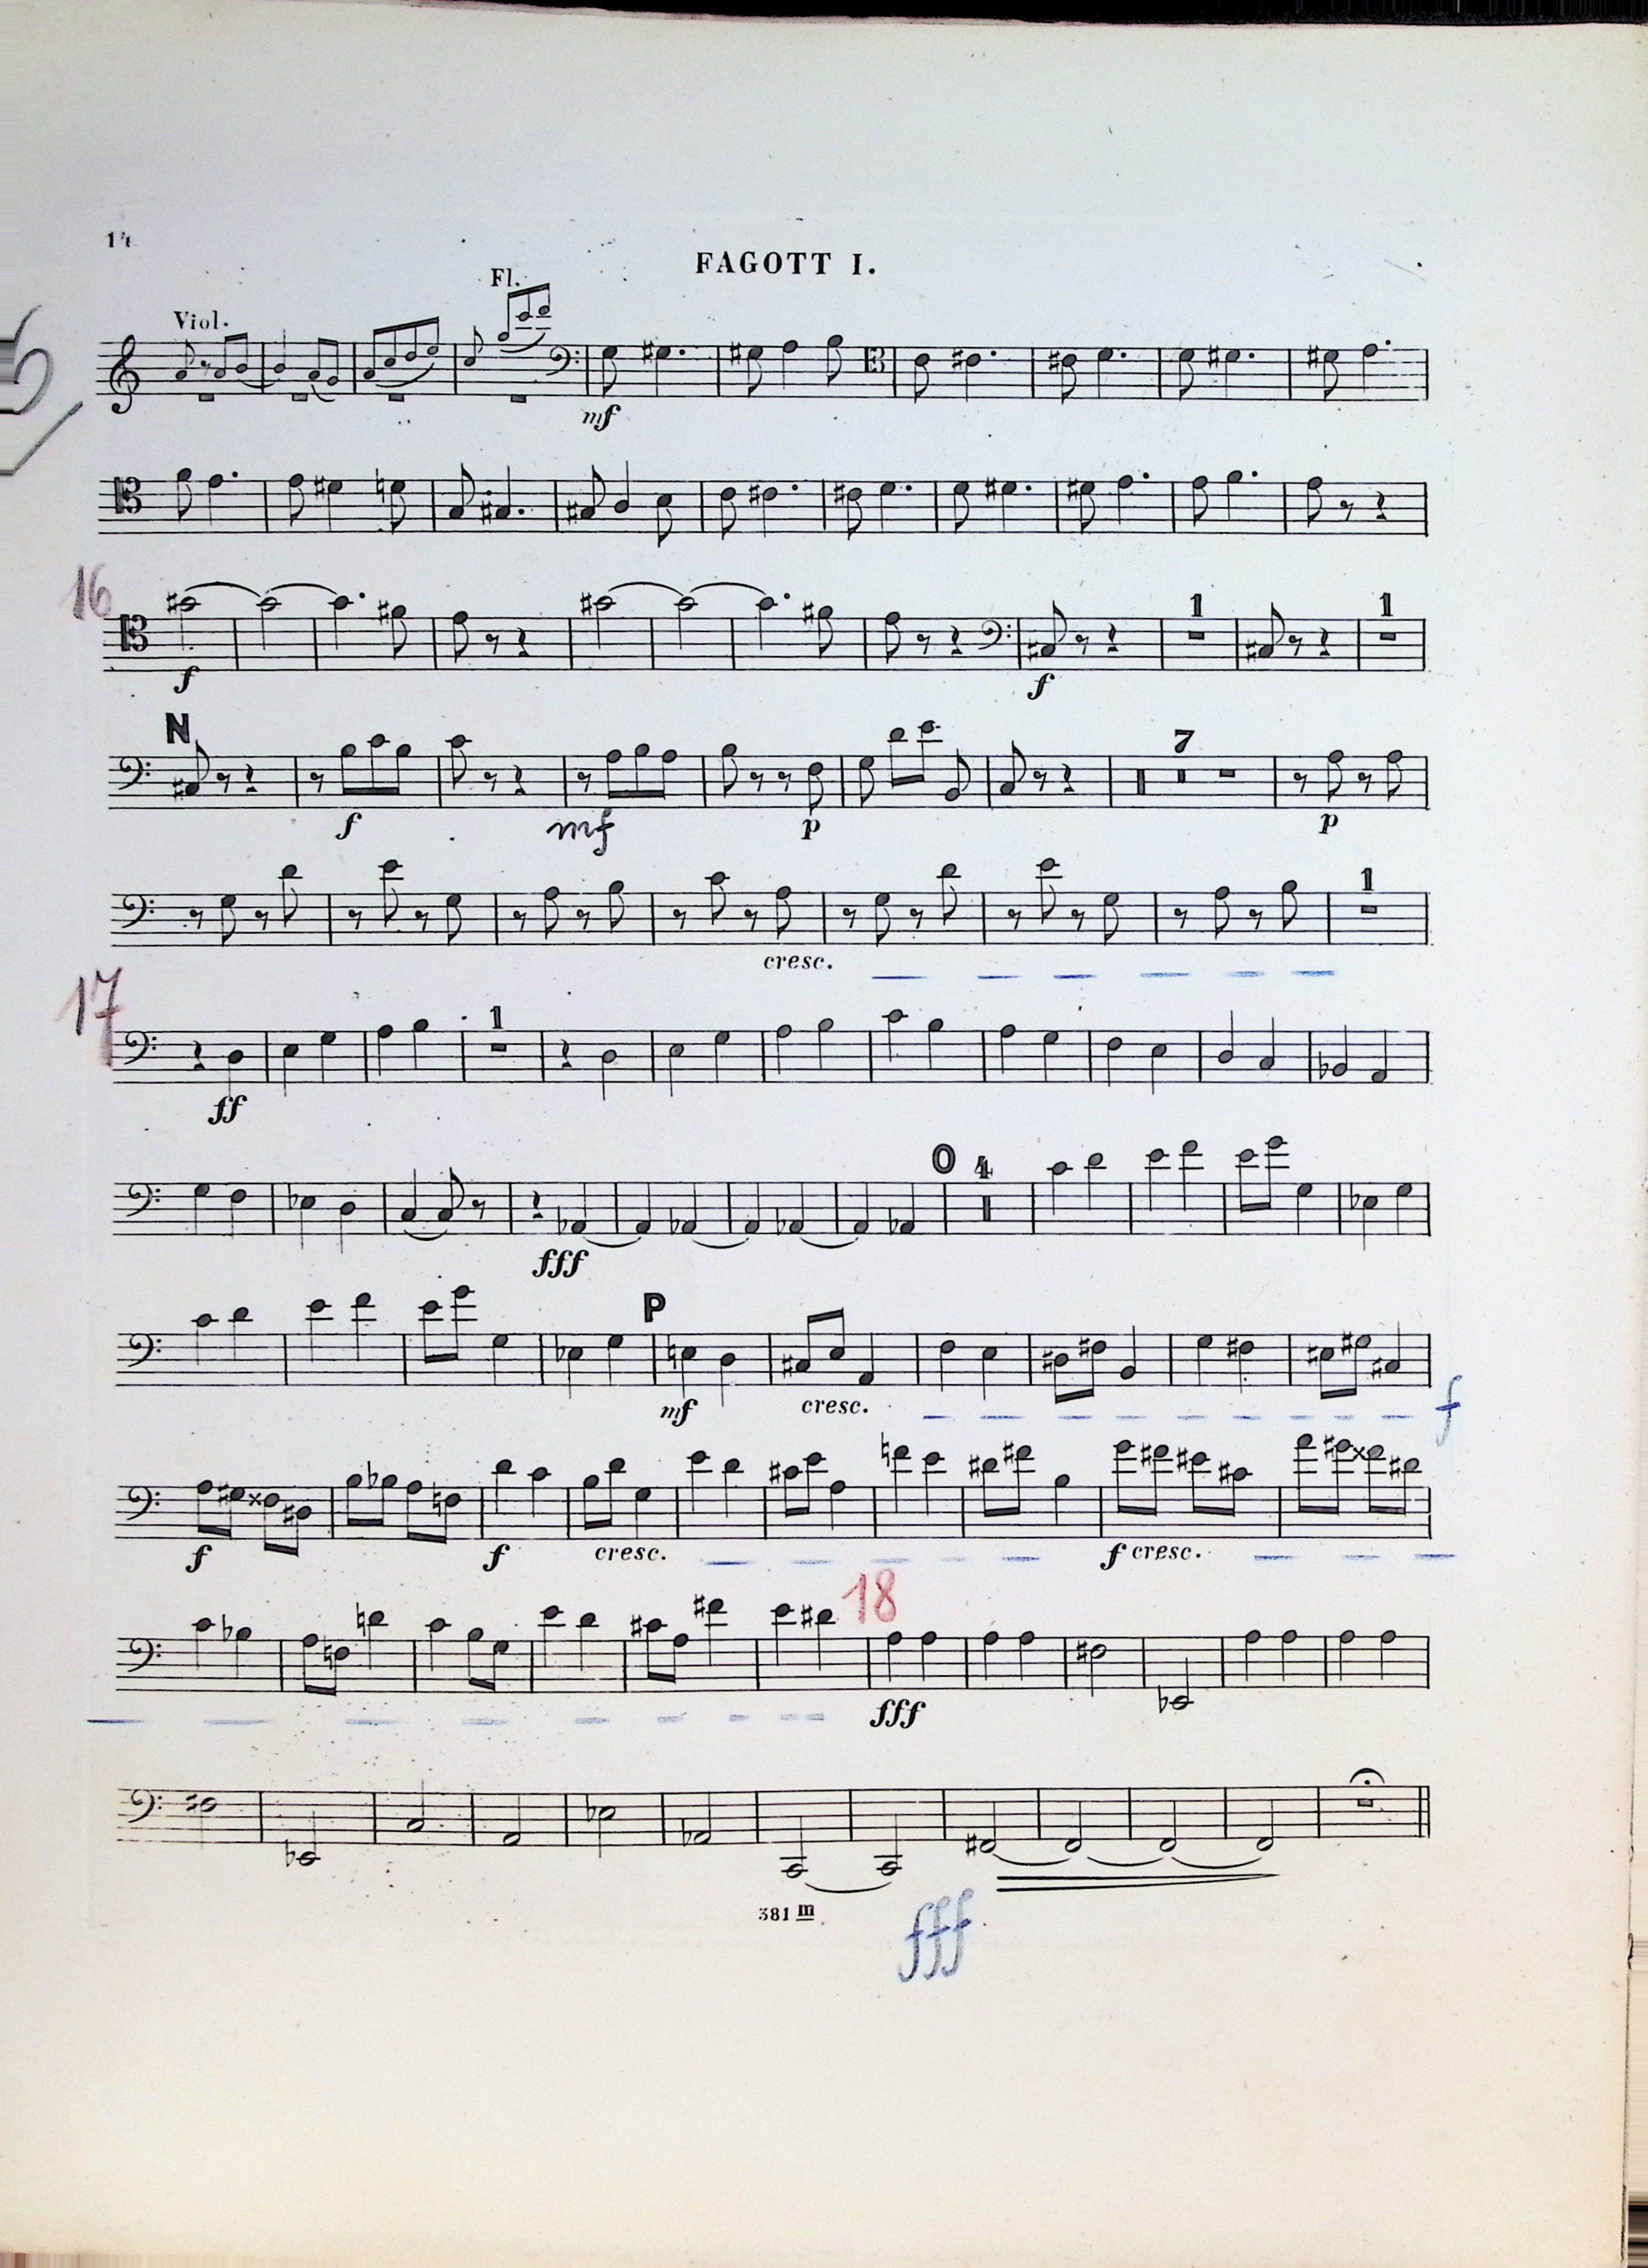 FAGOTT I.
Fl.
Viol.
mf
16
1 1
f f
N
7
f mf p p
1
cresc.
17
1
ff
O 4
fff
P
mf cresc. f
f f cresc. f cresc.
18
fff
381 m
fff